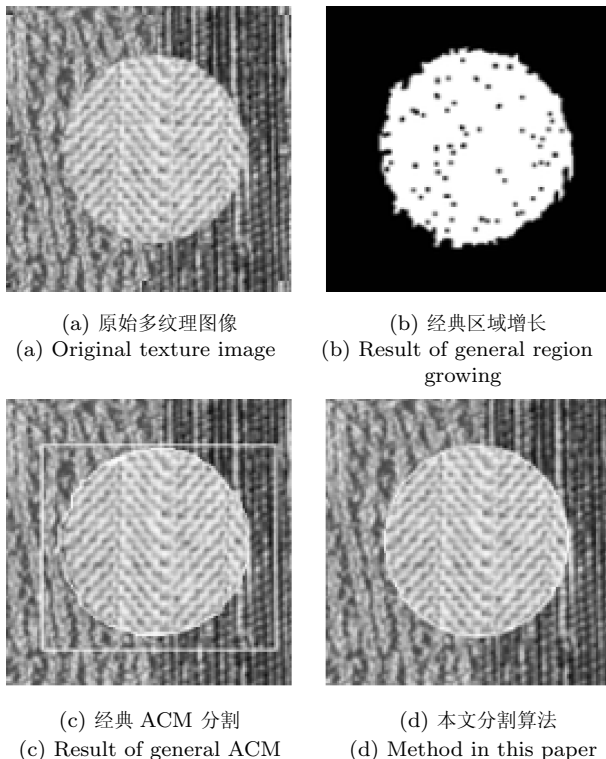 (a) 原始多纹理图像
(a) Original texture image
(b) 经典区域增长
(b) Result of general region
growing
(c) 经典 ACM 分割
(c) Result of general ACM
(d) 本文分割算法
(d) Method in this paper